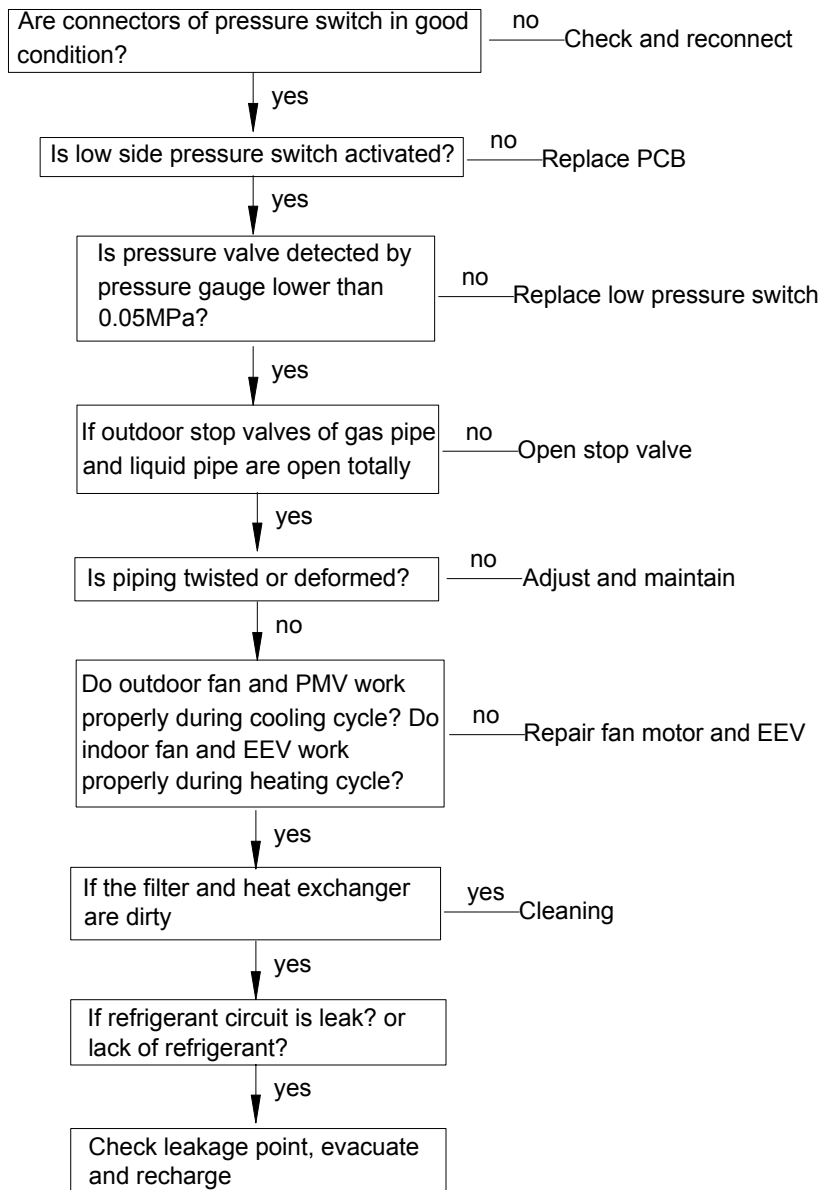 Are connectors of pressure switch in good
condition?
no
Check and reconnect
yes
Is low side pressure switch activated?
no
Replace PCB
yes
Is pressure valve detected by
pressure gauge lower than
0.05MPa?
no
Replace low pressure switch
yes
If outdoor stop valves of gas pipe
and liquid pipe are open totally
no
Open stop valve
yes
Is piping twisted or deformed?
no
Adjust and maintain
no
Do outdoor fan and PMV work
properly during cooling cycle? Do
indoor fan and EEV work
properly during heating cycle?
no
Repair fan motor and EEV
yes
If the filter and heat exchanger
are dirty
yes
Cleaning
yes
If refrigerant circuit is leak? or
lack of refrigerant?
yes
Check leakage point, evacuate
and recharge